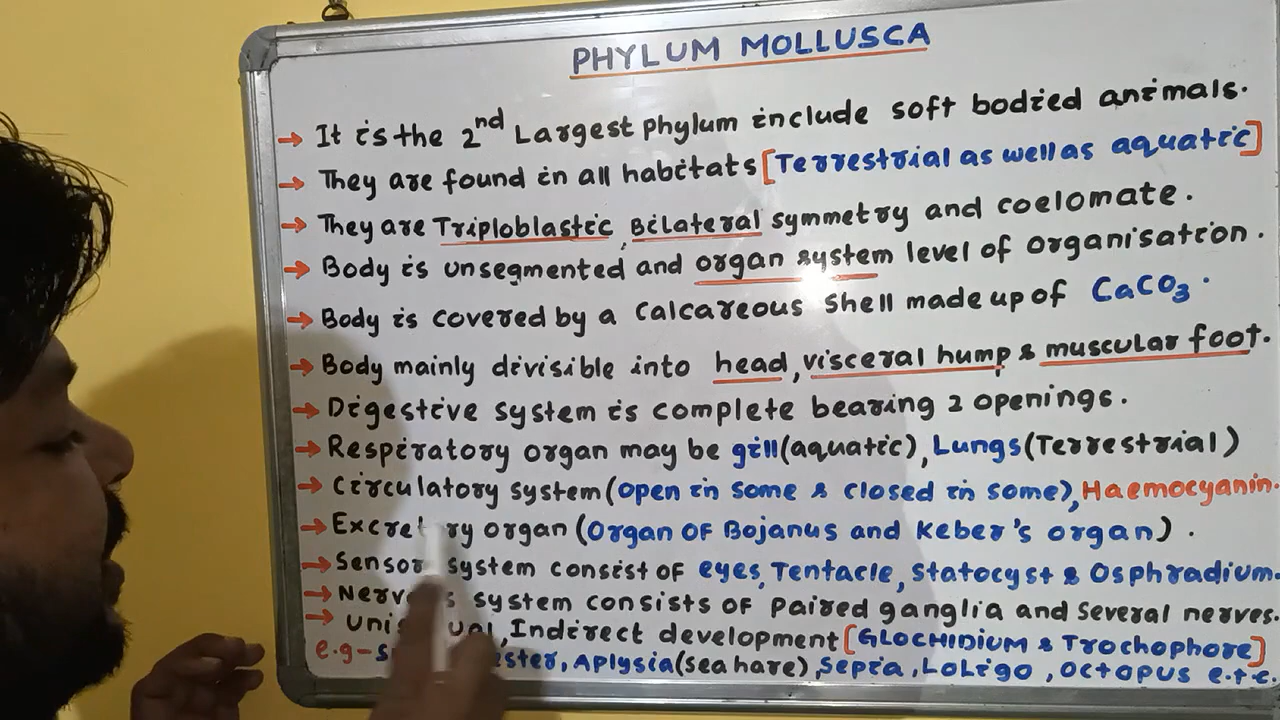 PHYLUM MOLLUSCA
→ It is the 2nd Largest phylum include soft bodied animals.
→ They are found in all habitats [Terrestrial as well as aquatic]
→ They are Triploblastic, Bilateral symmetry and coelomate.
→ Body is unsegmented and organ system level of organisation.
→ Body is covered by a calcareous shell made up of CaCO3.
→ Body mainly divisible into head, visceral hump & muscular foot.
→ Digestive system is complete bearing 2 openings.
→ Respiratory organ may be gill (aquatic), Lungs (Terrestrial)
→ Circulatory system (open in some & closed in some), Haemocyanin.
→ Excretory organ (Organ OF Bojanus and Keber's organ).
→ Sensory system consist of eyes, Tentacle, Statocyst & Osphradium.
→ system consists of paired ganglia and several nerves.
→ , Indirect development [GLOCHIDIUM & Trochophore]
e.g- , Aplysia (sea hare), Sepia, Loligo, OCTOPUS e.t.c.